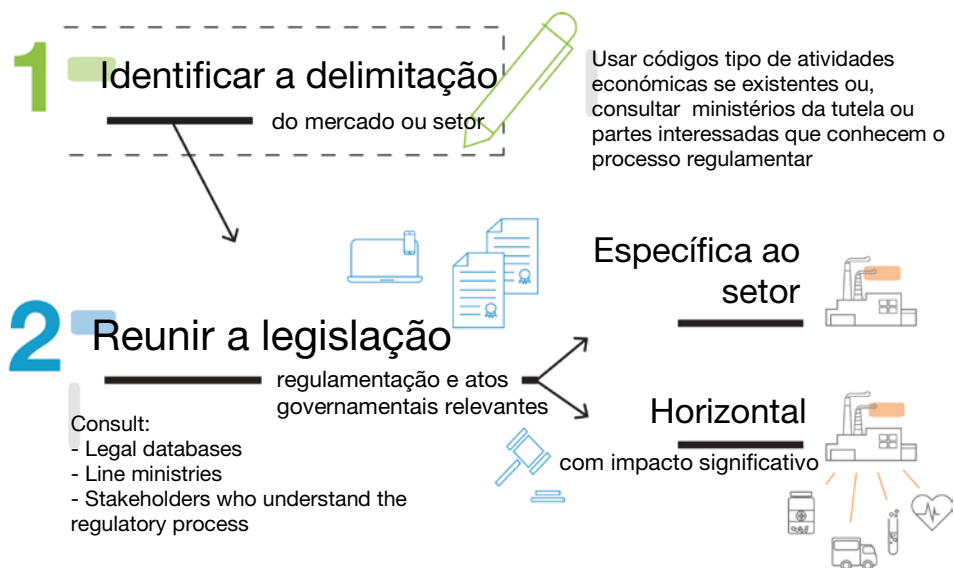 1
Identificar a delimitação
do mercado ou setor
Usar códigos tipo de atividades
económicas se existentes ou,
consultar ministérios da tutela ou
partes interessadas que conhecem o
processo regulamentar
2
Reunir a legislação
regulamentação e atos
governamentais relevantes
Consult:
- Legal databases
- Line ministries
- Stakeholders who understand the
regulatory process
Específica ao
setor
Horizontal
com impacto significativo